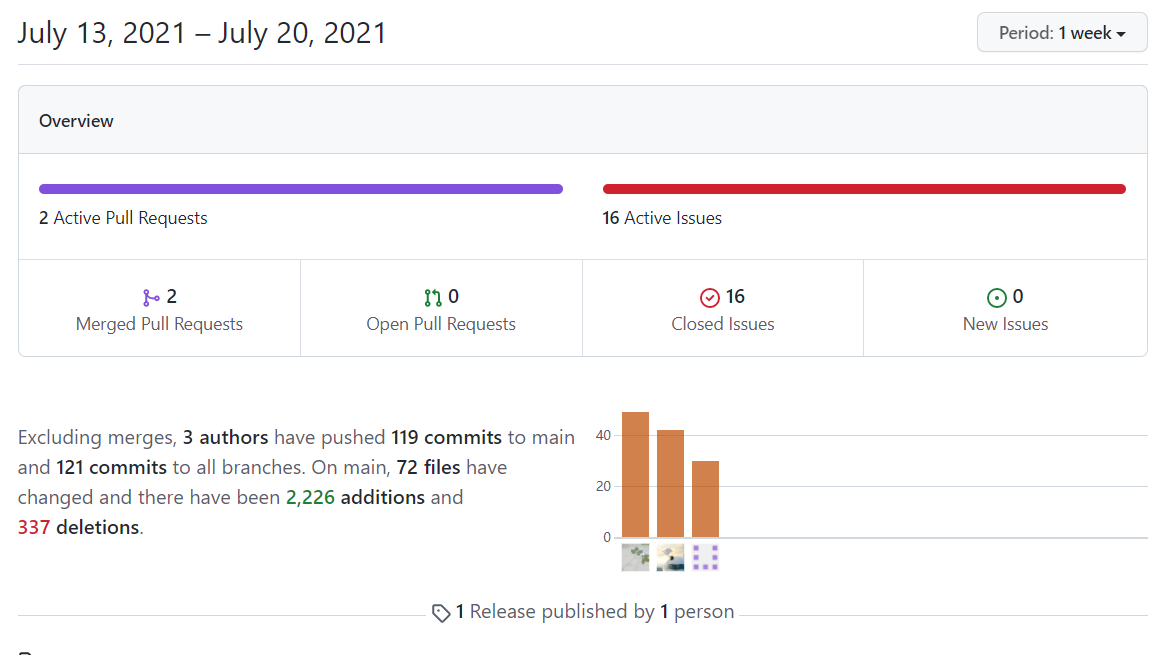 July 13, 2021 – July 20, 2021
Period: 1 week
Overview
2 Active Pull Requests
16 Active Issues
2
Merged Pull Requests
0
Open Pull Requests
16
Closed Issues
0
New Issues
Excluding merges, 3 authors have pushed 119 commits to main
and 121 commits to all branches. On main, 72 files have
changed and there have been 2,226 additions and
337 deletions.
40
20
0
1 Release published by 1 person